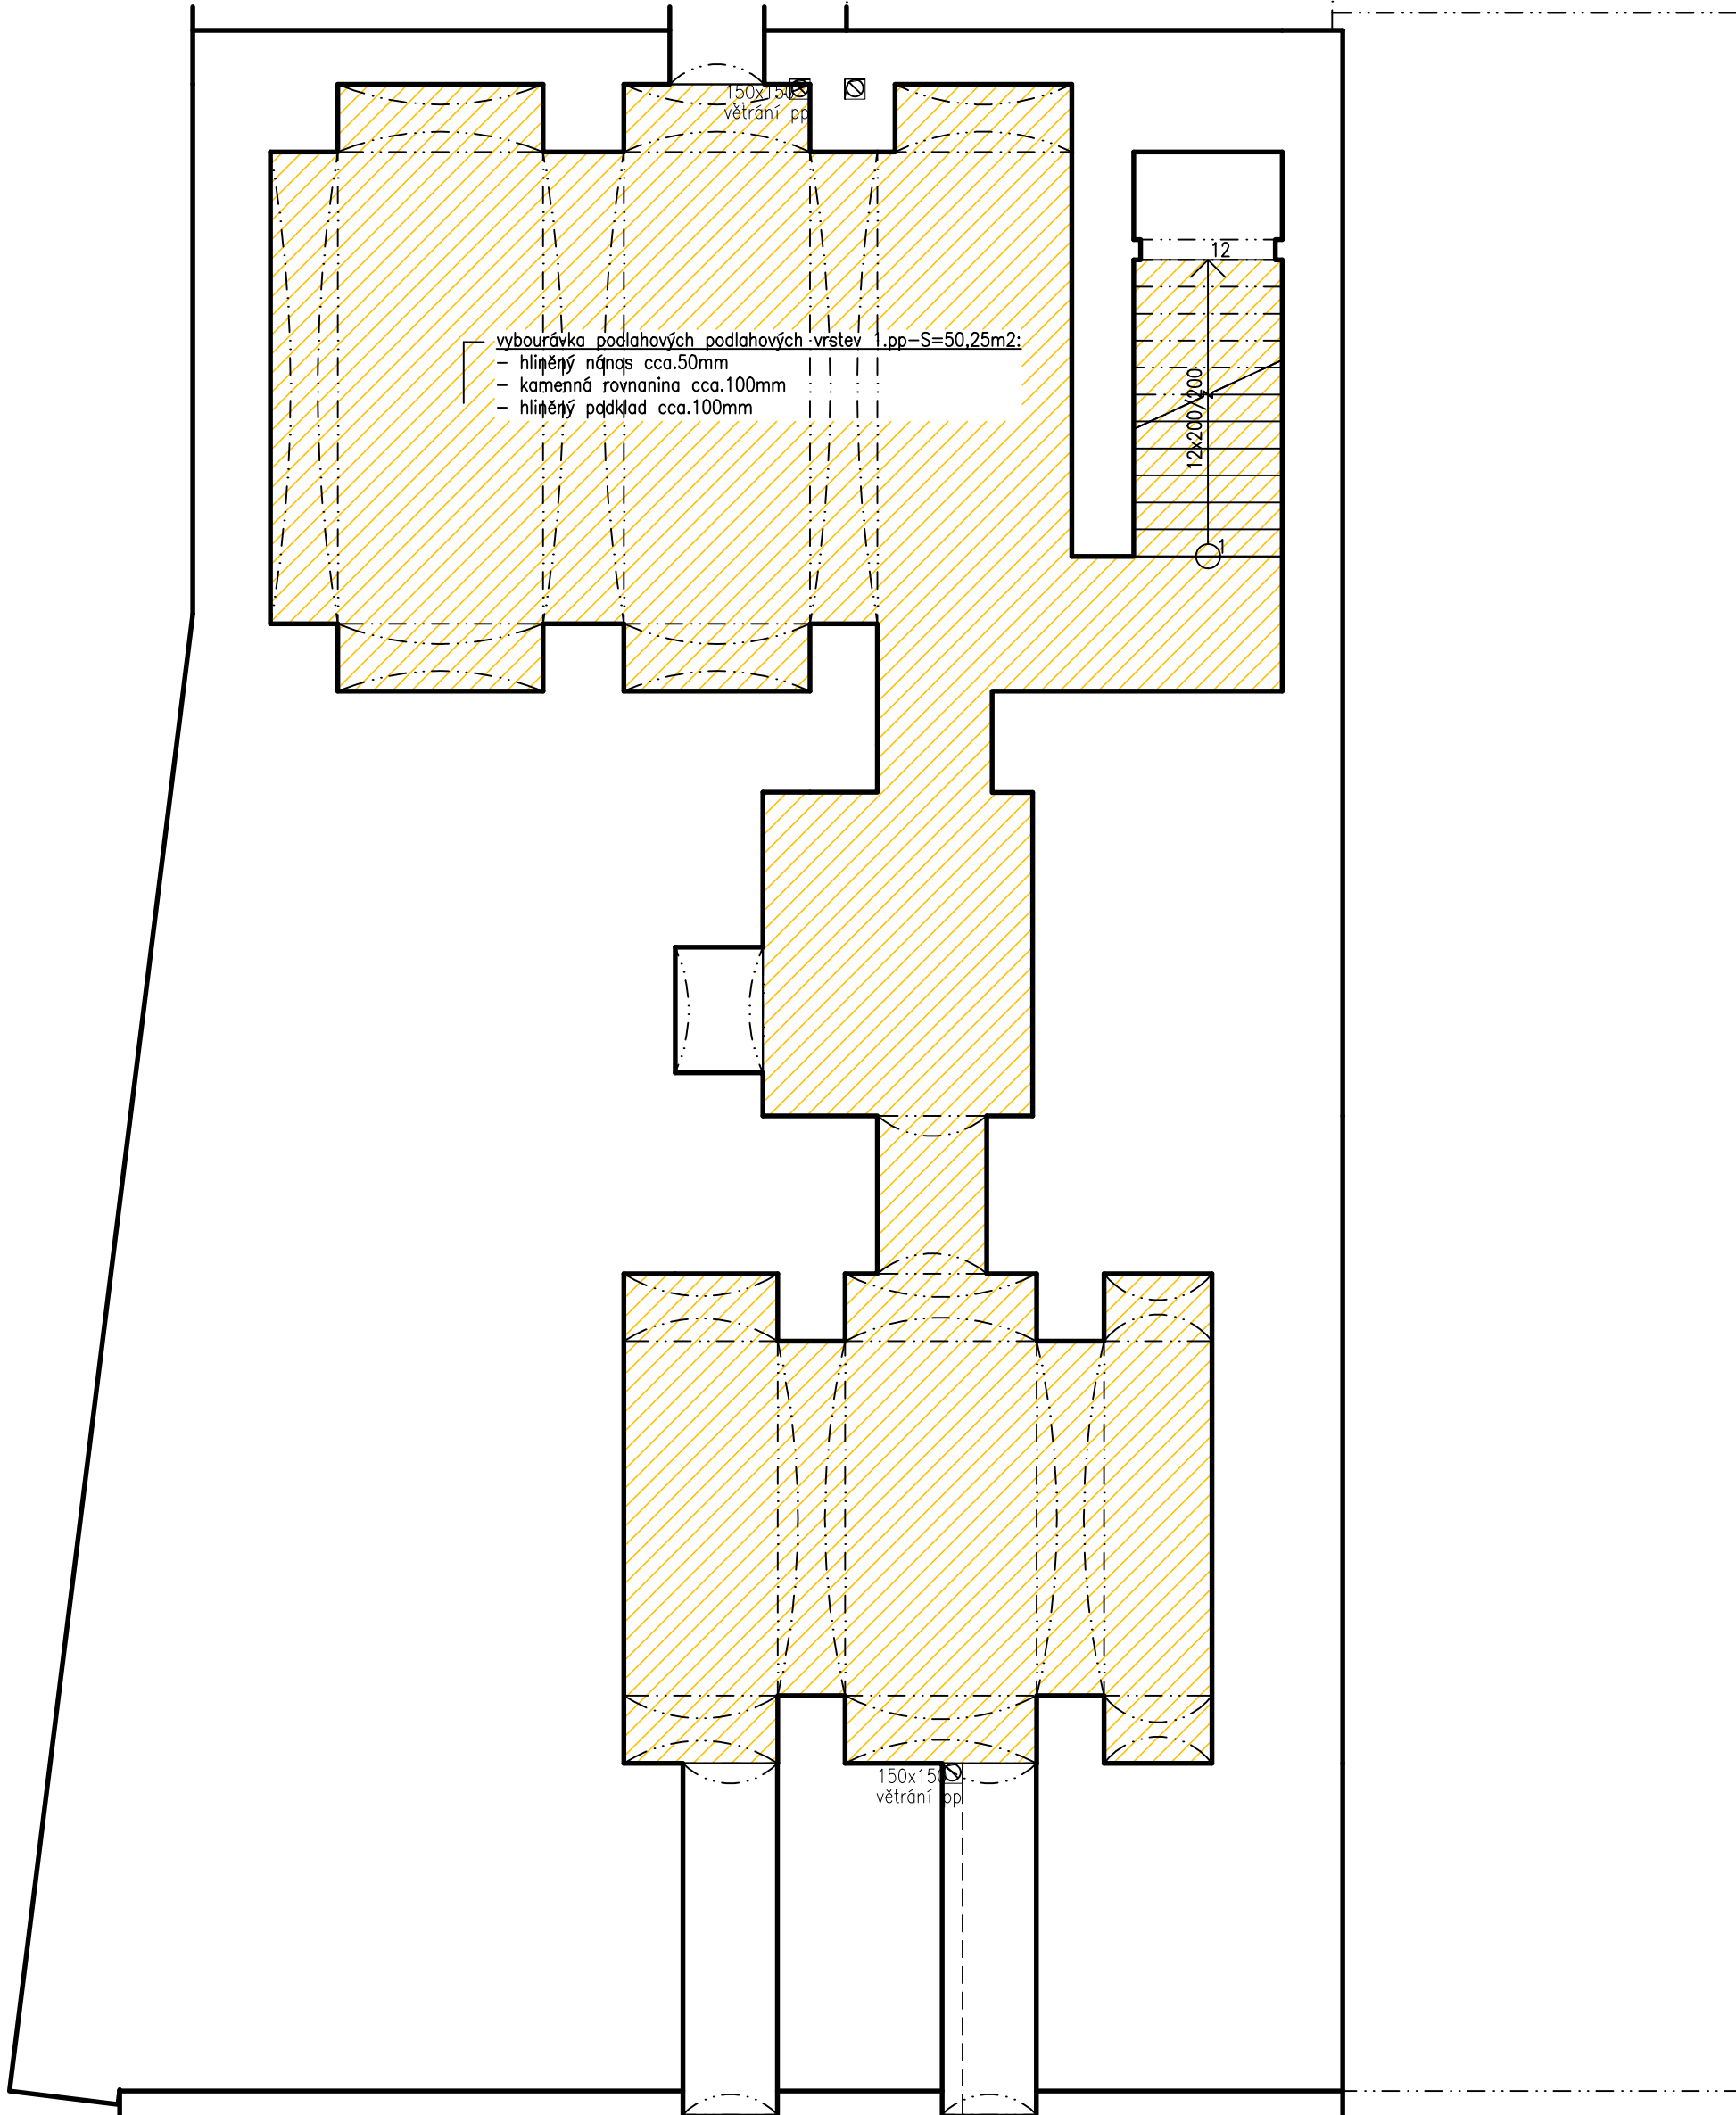 150x150
větrání pp
12
vybourávka podlahových podlahových vrstev 1.pp-S=50,25m2:
- hliněný nános cca.50mm
- kamenná rovnanina cca.100mm
- hliněný podklad cca.100mm
12x200/200
1
150x150
větrání pp